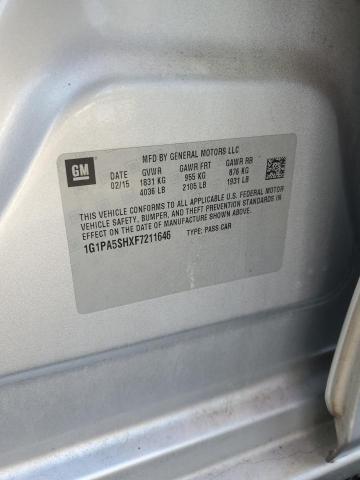 GM
MFD BY GENERAL MOTORS LLC
DATE GVWR GAWR FRT GAWR RR
02/15 1831 KG 955 KG 876 KG
4036 LB 2105 LB 1931 LB
THIS VEHICLE CONFORMS TO ALL APPLICABLE U.S. FEDERAL MOTOR
VEHICLE SAFETY, BUMPER, AND THEFT PREVENTION STANDARDS IN
EFFECT ON THE DATE OF MANUFACTURE SHOWN ABOVE.
1G1PA5SHXF7211646 TYPE: PASS CAR